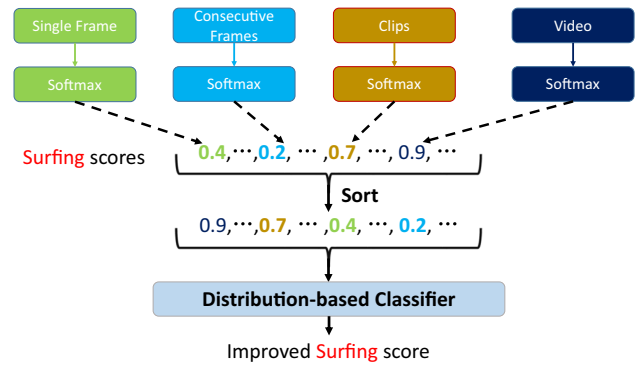 Single Frame
Consecutive
Frames
Clips
Video
Softmax
Softmax
Softmax
Softmax
Surfing scores
0.4, ⋯ ,0.2, ⋯ ,0.7, ⋯, 0.9, ⋯
Sort
0.9, ⋯,0.7, ⋯ ,0.4, ⋯, 0.2, ⋯
Distribution-based Classifier
Improved Surfing score